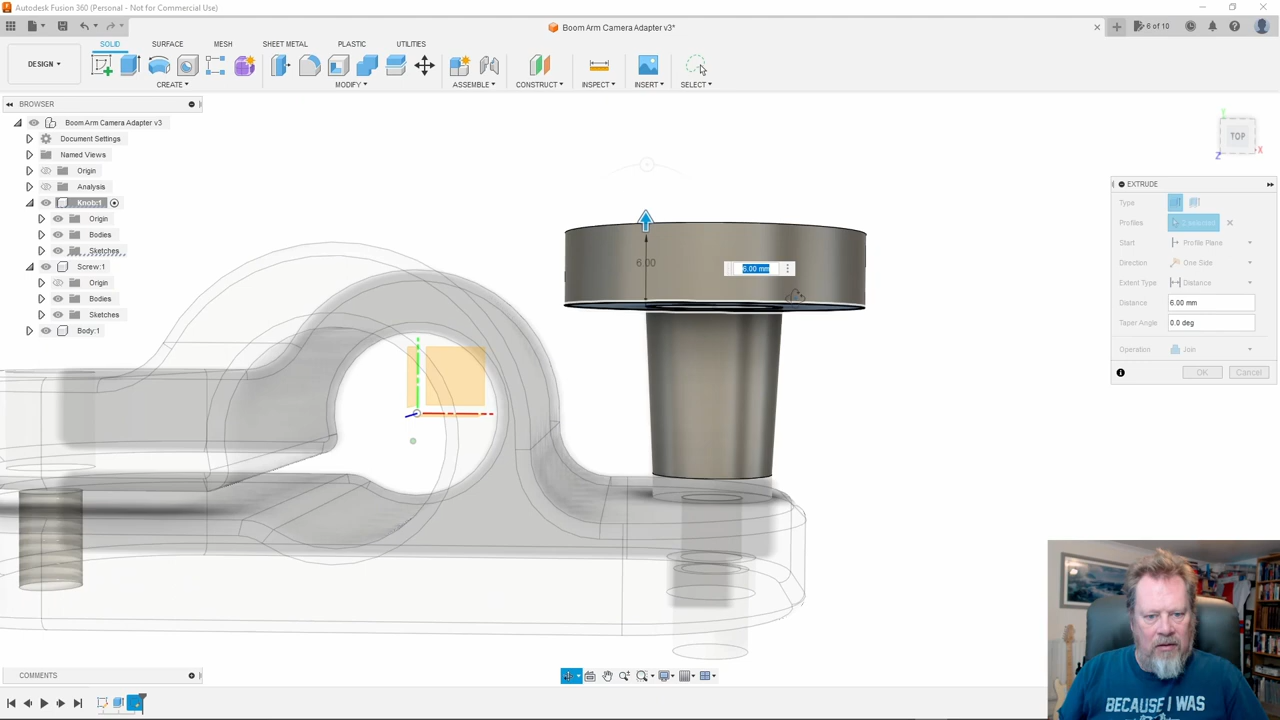 Autodesk Fusion 360 (Personal - Not for Commercial Use)
Boom Arm Camera Adapter v3*
6 of 10
DESIGN
SOLID SURFACE MESH SHEET METAL PLASTIC UTILITIES
CREATE MODIFY ASSEMBLE CONSTRUCT INSPECT INSERT SELECT
BROWSER
Boom Arm Camera Adapter v3
Document Settings
Named Views
Origin
Analysis
Knob:1
Origin
Bodies
Sketches
Screw:1
Origin
Bodies
Sketches
Body:1
6.00
6.00 mm
TOP
Y
X
Z
EXTRUDE
Type
Profiles
2 selected
Start Profile Plane
Direction One Side
Extent Type Distance
Distance 6.00 mm
Taper Angle 0.0 deg
Operation Join
OK Cancel
COMMENTS
BECAUSE I WAS